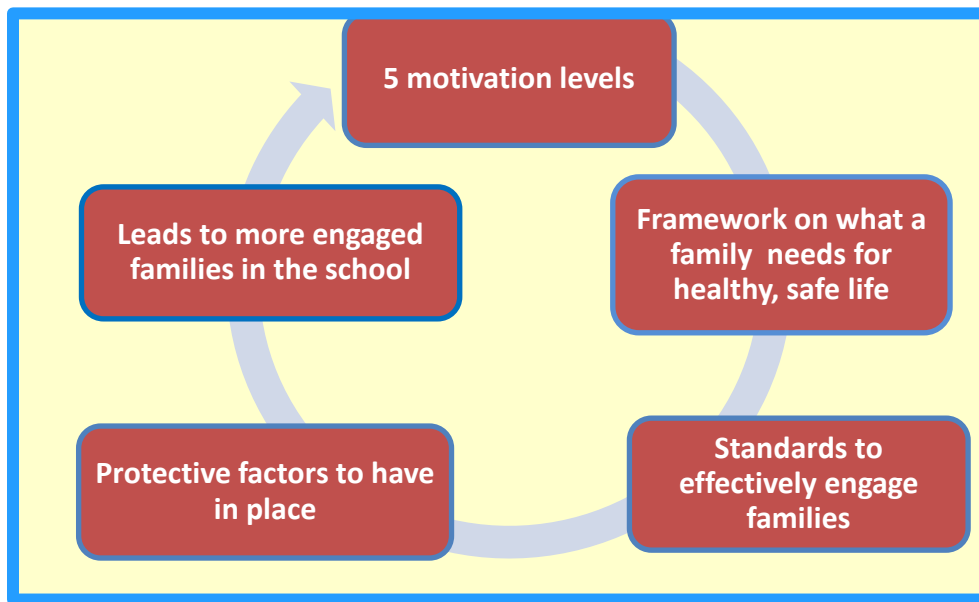 5 motivation levels
Framework on what a
family  needs for
healthy, safe life
Standards to
effectively engage
families
Protective factors to have
in place
Leads to more engaged
families in the school